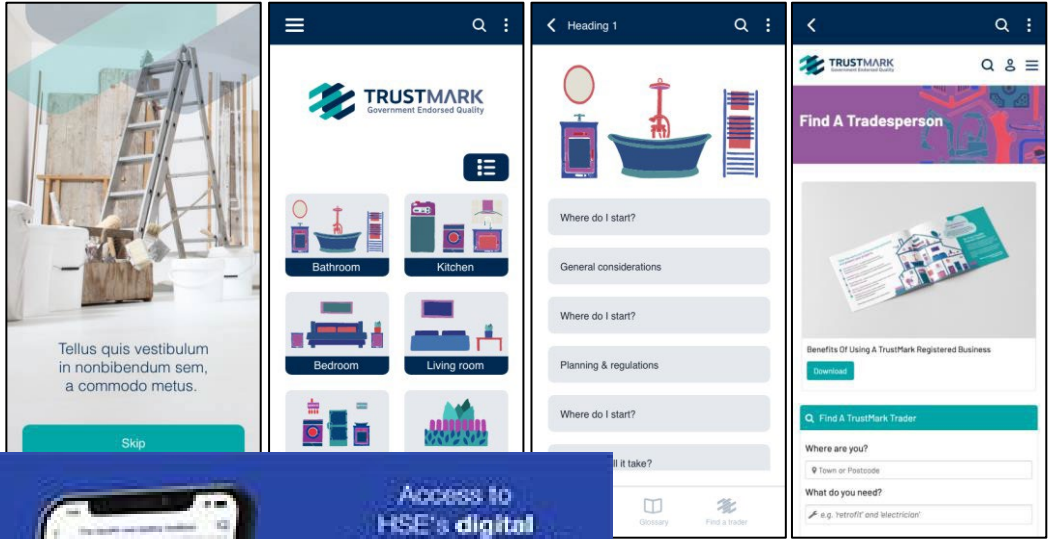 Tellus quis vestibulum
in nonbibendum sem,
a commodo metus.
Skip
TRUSTMARK
Government Endorsed Quality
Bathroom
Kitchen
Bedroom
Living room
Heading 1
Where do I start?
General considerations
Where do I start?
Planning & regulations
Where do I start?
ll it take?
Glossary
Find a trader
TRUSTMARK
Government Endorsed Quality
Find A Tradesperson
Benefits Of Using A TrustMark Registered Business
Download
Find A TrustMark Trader
Where are you?
Town or Postcode
What do you need?
e.g. 'retrofit' and 'electrician'
Access to
HSE's digital